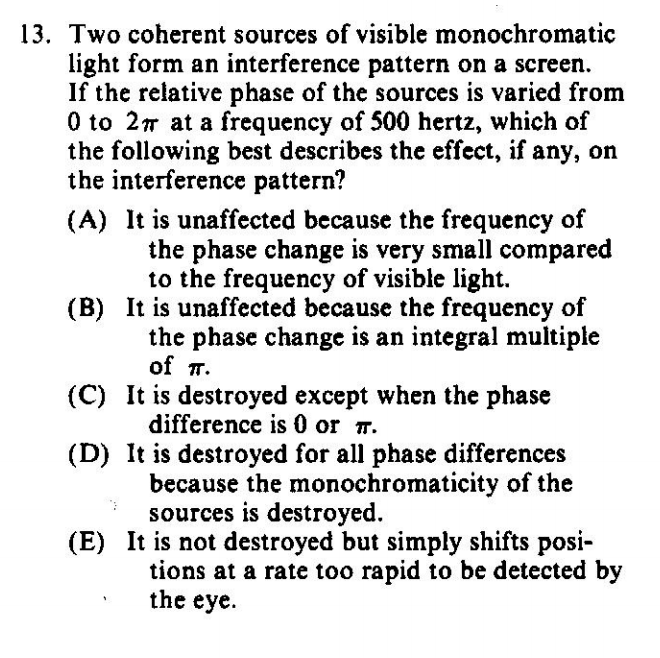 13. Two coherent sources of visible monochromatic
light form an interference pattern on a screen.
If the relative phase of the sources is varied from
0 to 2π at a frequency of 500 hertz, which of
the following best describes the effect, if any, on
the interference pattern?
(A) It is unaffected because the frequency of
the phase change is very small compared
to the frequency of visible light.
(B) It is unaffected because the frequency of
the phase change is an integral multiple
of π.
(C) It is destroyed except when the phase
difference is 0 or π.
(D) It is destroyed for all phase differences
because the monochromaticity of the
sources is destroyed.
(E) It is not destroyed but simply shifts posi-
tions at a rate too rapid to be detected by
the eye.